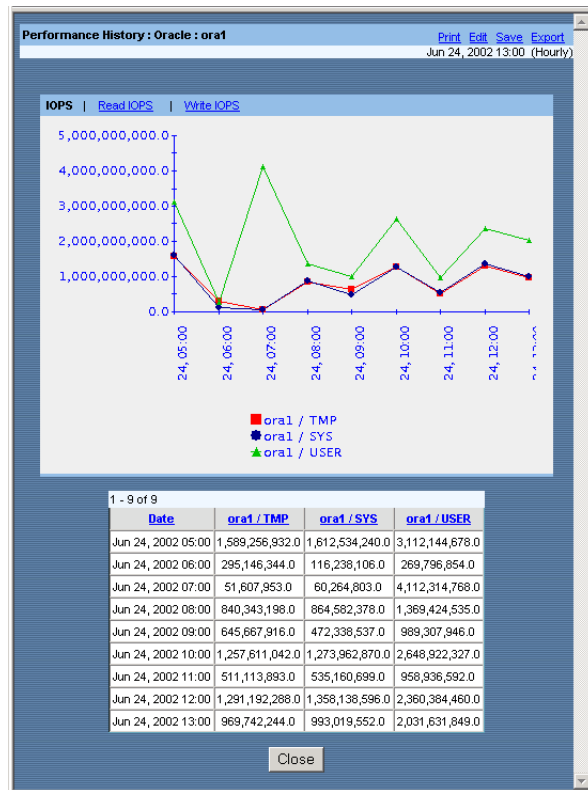 Performance History : Oracle : ora1 Print Edit Save Export
Jun 24, 2002 13:00 (Hourly)
IOPS | Read IOPS | Write IOPS
5,000,000,000.0
4,000,000,000.0
3,000,000,000.0
2,000,000,000.0
1,000,000,000.0
0.0
24, 05:00
24, 06:00
24, 07:00
24, 08:00
24, 09:00
24, 10:00
24, 11:00
24, 12:00
ora1 / TMP
ora1 / SYS
ora1 / USER
1 - 9 of 9
Date ora1 / TMP ora1 / SYS ora1 / USER
Jun 24, 2002 05:00 1,589,256,932.0 1,612,534,240.0 3,112,144,678.0
Jun 24, 2002 06:00 295,146,344.0 116,238,106.0 269,796,854.0
Jun 24, 2002 07:00 51,607,953.0 60,264,803.0 4,112,314,768.0
Jun 24, 2002 08:00 840,343,198.0 864,582,378.0 1,369,424,535.0
Jun 24, 2002 09:00 645,667,916.0 472,338,537.0 989,307,946.0
Jun 24, 2002 10:00 1,257,611,042.0 1,273,962,870.0 2,648,922,327.0
Jun 24, 2002 11:00 511,113,893.0 535,160,699.0 958,936,592.0
Jun 24, 2002 12:00 1,291,192,288.0 1,358,138,596.0 2,360,384,460.0
Jun 24, 2002 13:00 969,742,244.0 993,019,552.0 2,031,631,849.0
Close